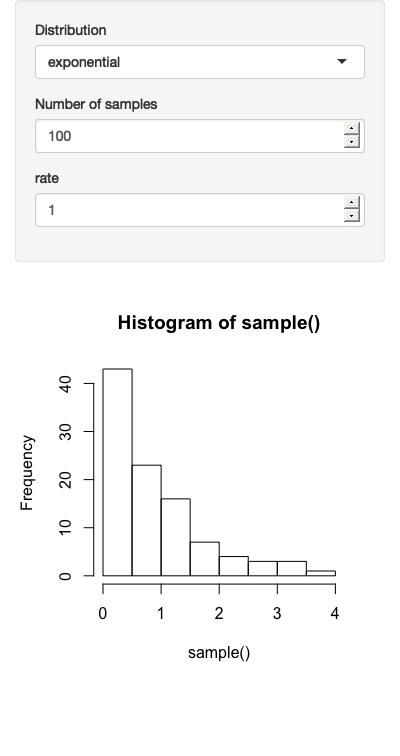 Distribution
exponential
Number of samples
100
rate
1
Histogram of sample()
Frequency
40
30
20
10
0
0 1 2 3 4
sample()